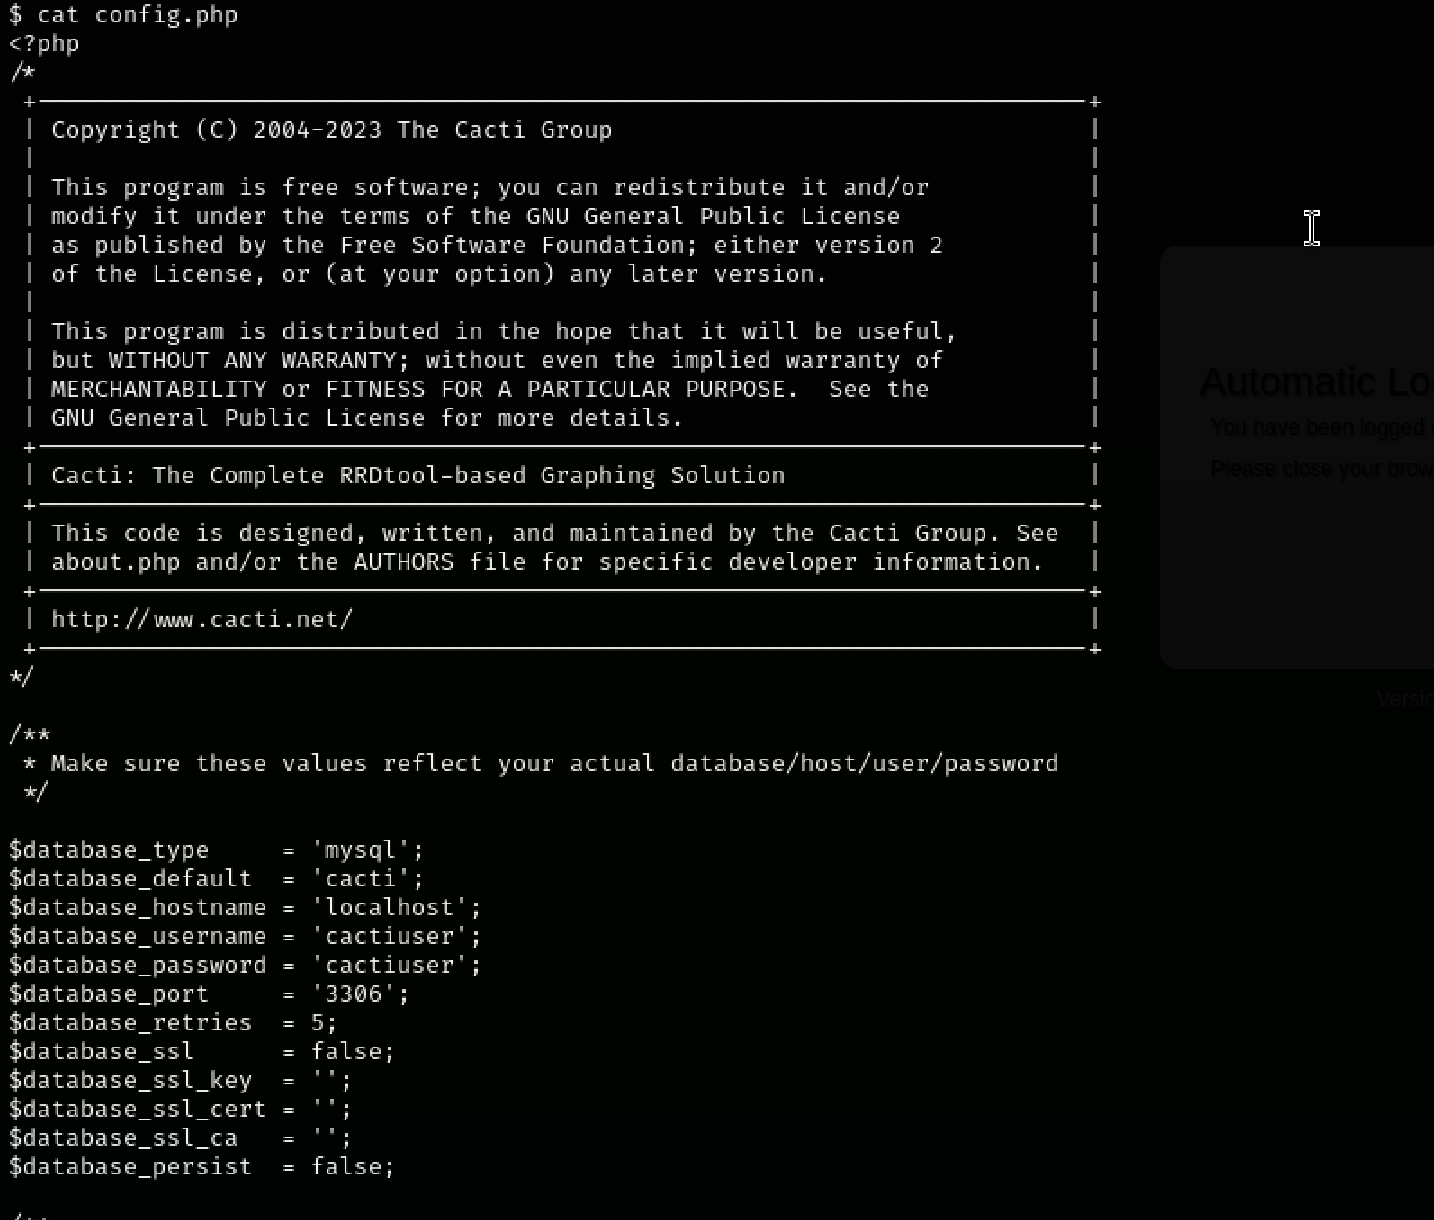 $ cat config.php
<?php
/*
 +-------------------------------------------------------------------------+
 | Copyright (C) 2004-2023 The Cacti Group                                 |
 |                                                                         |
 | This program is free software; you can redistribute it and/or           |
 | modify it under the terms of the GNU General Public License             |
 | as published by the Free Software Foundation; either version 2          |
 | of the License, or (at your option) any later version.                  |
 |                                                                         |
 | This program is distributed in the hope that it will be useful,         |
 | but WITHOUT ANY WARRANTY; without even the implied warranty of          |
 | MERCHANTABILITY or FITNESS FOR A PARTICULAR PURPOSE.  See the           |
 | GNU General Public License for more details.                            |
 +-------------------------------------------------------------------------+
 | Cacti: The Complete RRDtool-based Graphing Solution                     |
 +-------------------------------------------------------------------------+
 | This code is designed, written, and maintained by the Cacti Group. See  |
 | about.php and/or the AUTHORS file for specific developer information.   |
 +-------------------------------------------------------------------------+
 | http://www.cacti.net/                                                   |
 +-------------------------------------------------------------------------+
*/

/**
 * Make sure these values reflect your actual database/host/user/password
 */

$database_type     = 'mysql';
$database_default  = 'cacti';
$database_hostname = 'localhost';
$database_username = 'cactiuser';
$database_password = 'cactiuser';
$database_port     = '3306';
$database_retries  = 5;
$database_ssl      = false;
$database_ssl_key  = '';
$database_ssl_cert = '';
$database_ssl_ca   = '';
$database_persist  = false;

/**
Automatic Lo
You have been logged
Please close your brow
Versio